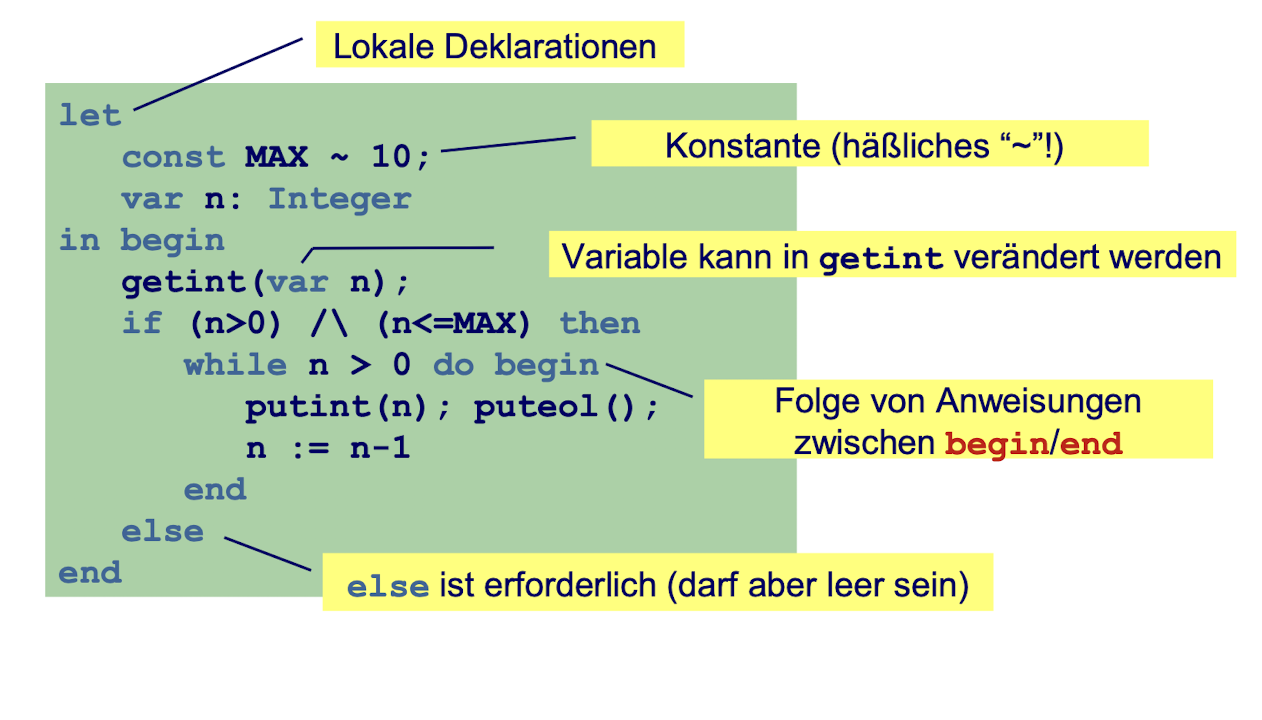 Lokale Deklarationen
let
const MAX ~ 10;
Konstante (häßliches “~”!)
var n: Integer
in begin
Variable kann in getint verändert werden
getint(var n);
if (n>0) /\ (n<=MAX) then
while n > 0 do begin
putint(n); puteol();
Folge von Anweisungen
zwischen begin/end
n := n-1
end
else
end
else ist erforderlich (darf aber leer sein)